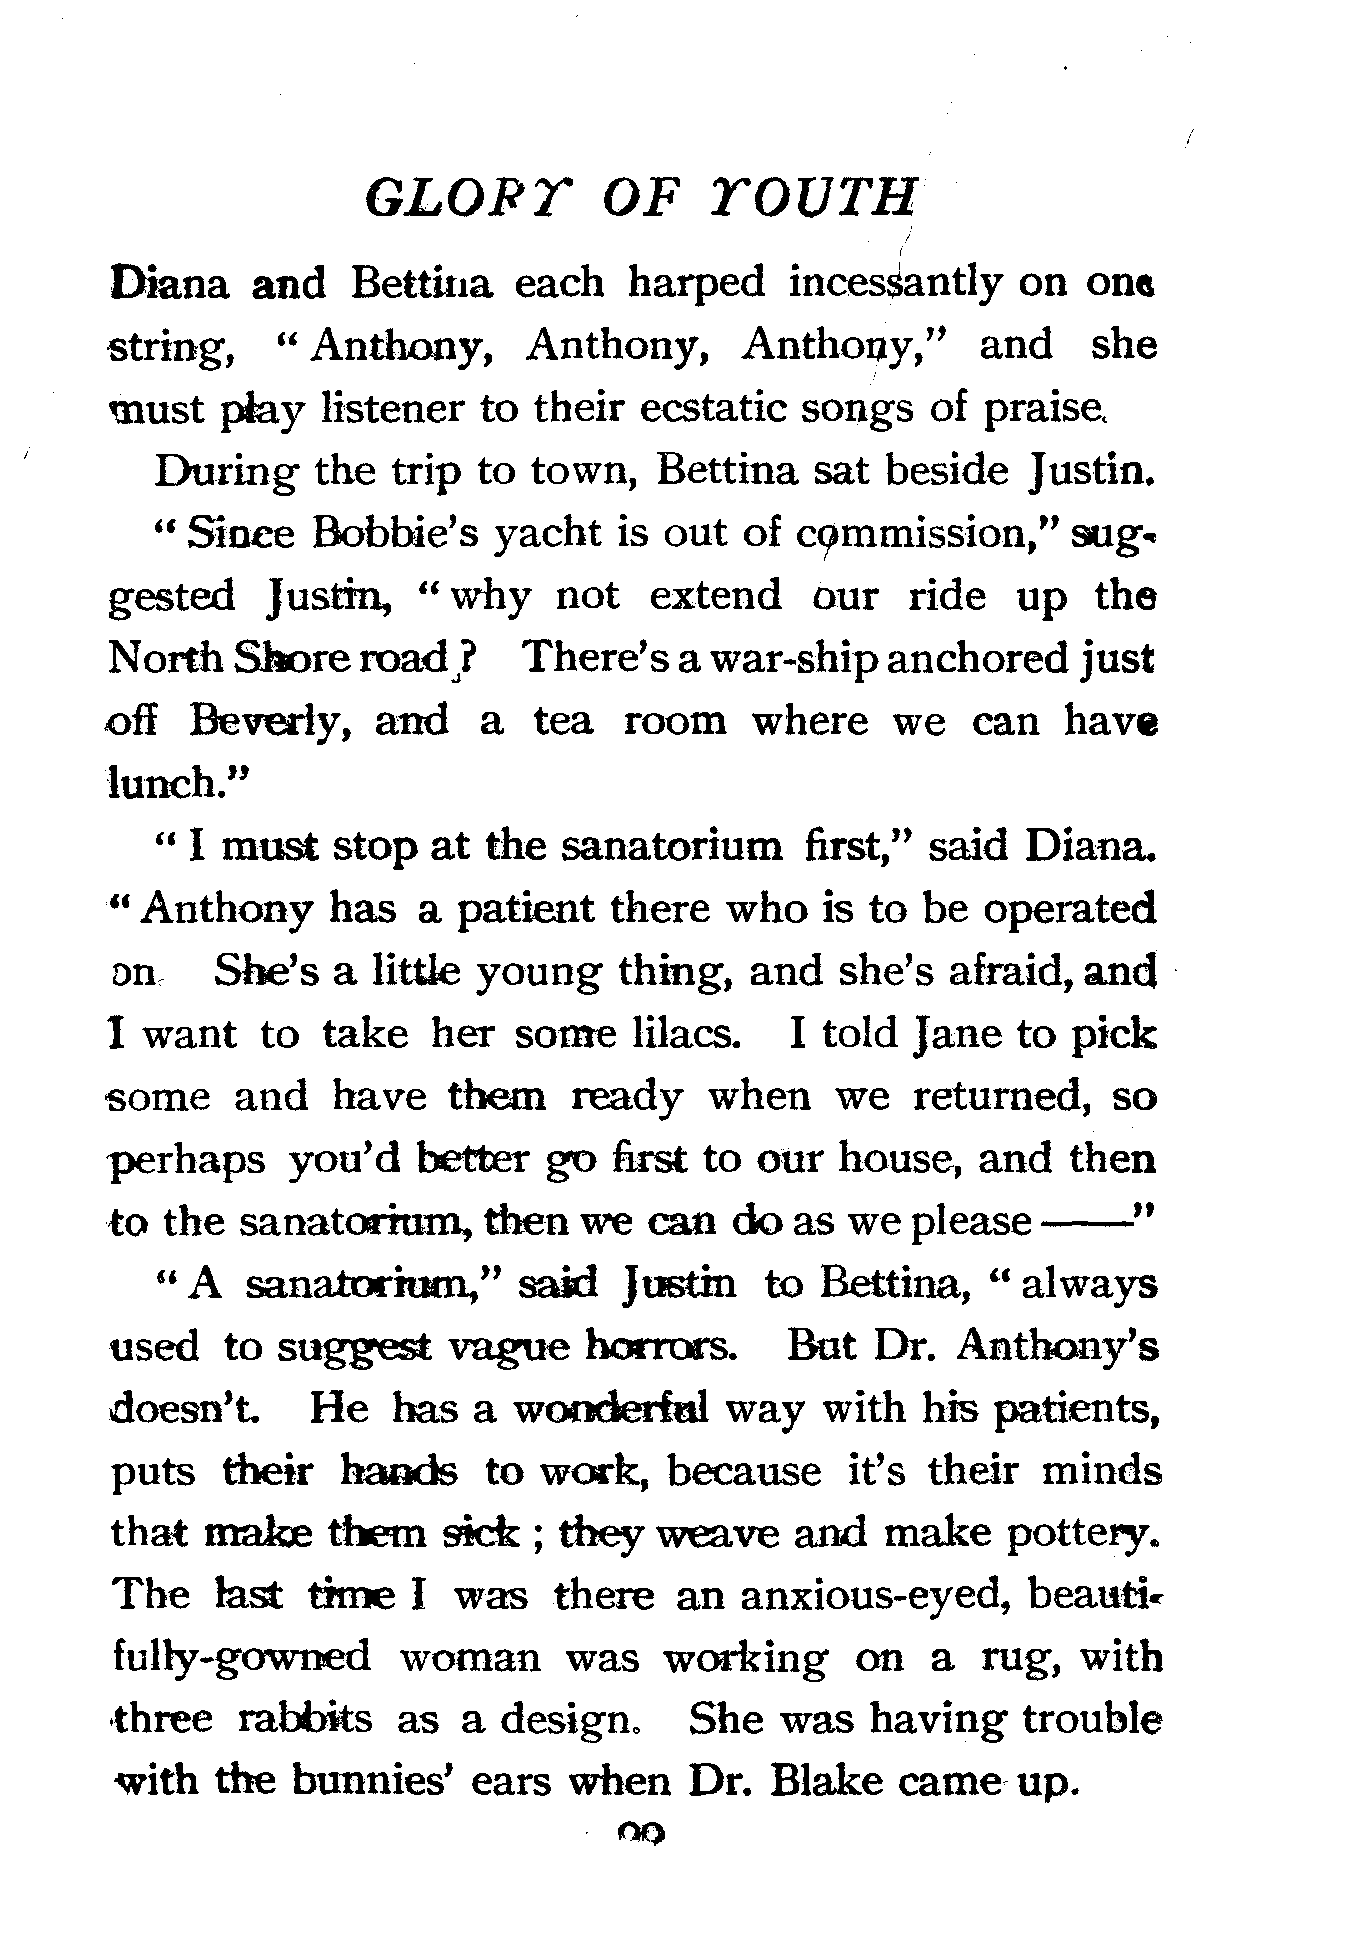 GLORY OF YOUTH
Diana and Bettina each harped incessantly on one
string, “ Anthony, Anthony, Anthony,” and she
must play listener to their ecstatic songs of praise.
During the trip to town, Bettina sat beside Justin.
“ Since Bobbie’s yacht is out of commission,” sug-
gested Justin, “ why not extend our ride up the
North Shore road ? There’s a war-ship anchored just
off Beverly, and a tea room where we can have
lunch.”
“ I must stop at the sanatorium first,” said Diana.
“ Anthony has a patient there who is to be operated
on. She’s a little young thing, and she’s afraid, and
I want to take her some lilacs. I told Jane to pick
some and have them ready when we returned, so
perhaps you’d better go first to our house, and then
to the sanatorium, then we can do as we please ——”
“ A sanatorium,” said Justin to Bettina, “ always
used to suggest vague horrors. But Dr. Anthony’s
doesn’t. He has a wonderful way with his patients,
puts their hands to work, because it’s their minds
that make them sick ; they weave and make pottery.
The last time I was there an anxious-eyed, beauti-
fully-gowned woman was working on a rug, with
three rabbits as a design. She was having trouble
with the bunnies’ ears when Dr. Blake came up.